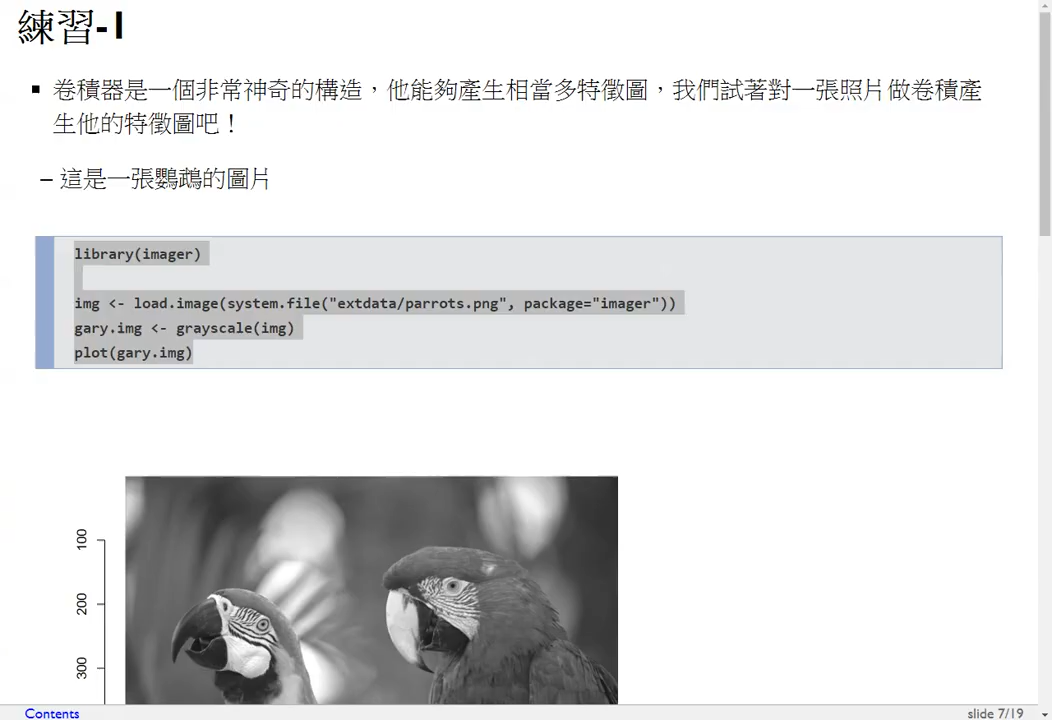 練習-1
▪ 卷積器是一個非常神奇的構造，他能夠產生相當多特徵圖，我們試著對一張照片做卷積產
生他的特徵圖吧！
– 這是一張鸚鵡的圖片
library(imager)
img <- load.image(system.file("extdata/parrots.png", package="imager"))
gary.img <- grayscale(img)
plot(gary.img)
100
200
300
Contents
slide 7/19